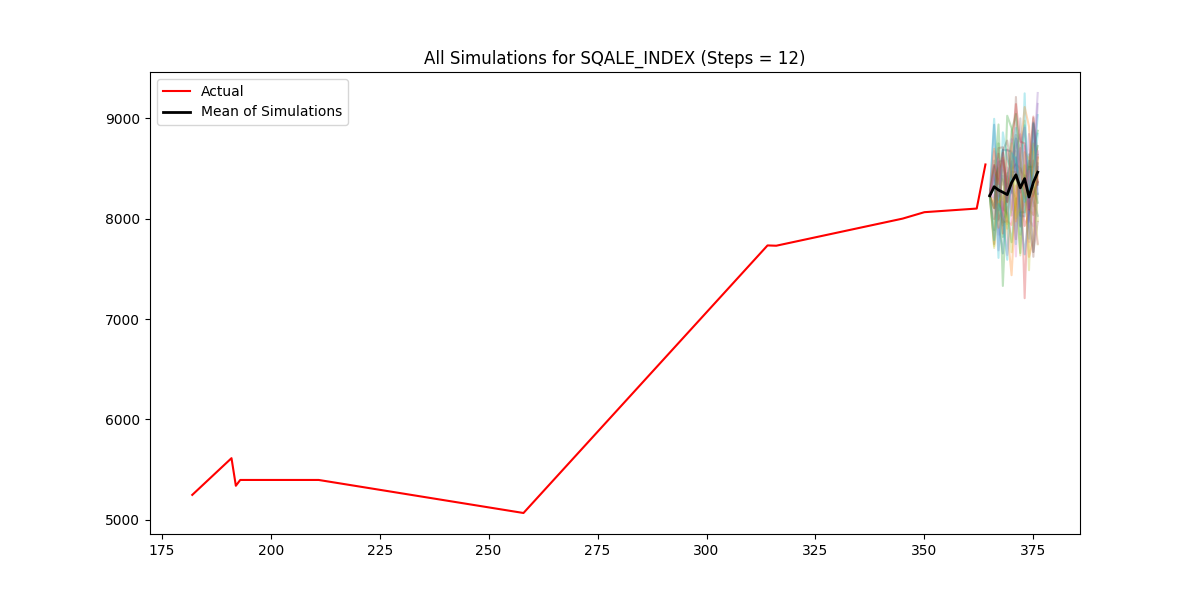 All Simulations for SQALE_INDEX (Steps = 12)
Actual
Mean of Simulations
9000
8000
7000
6000
5000
175 200 225 250 275 300 325 350 375